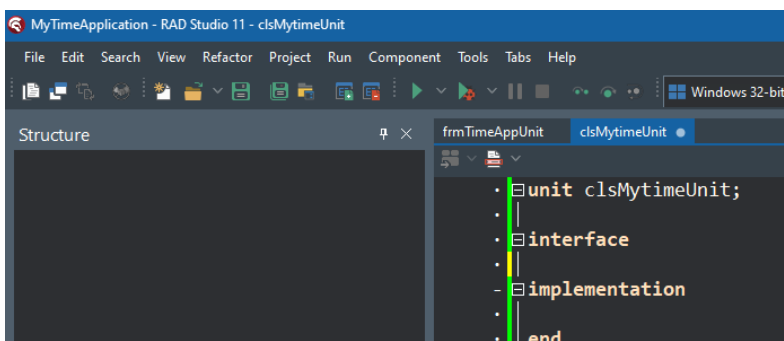 MyTimeApplication - RAD Studio 11 - clsMytimeUnit
File Edit Search View Refactor Project Run Component Tools Tabs Help
Windows 32-bit
Structure
frmTimeAppUnit clsMytimeUnit
unit clsMytimeUnit;
interface
implementation
end